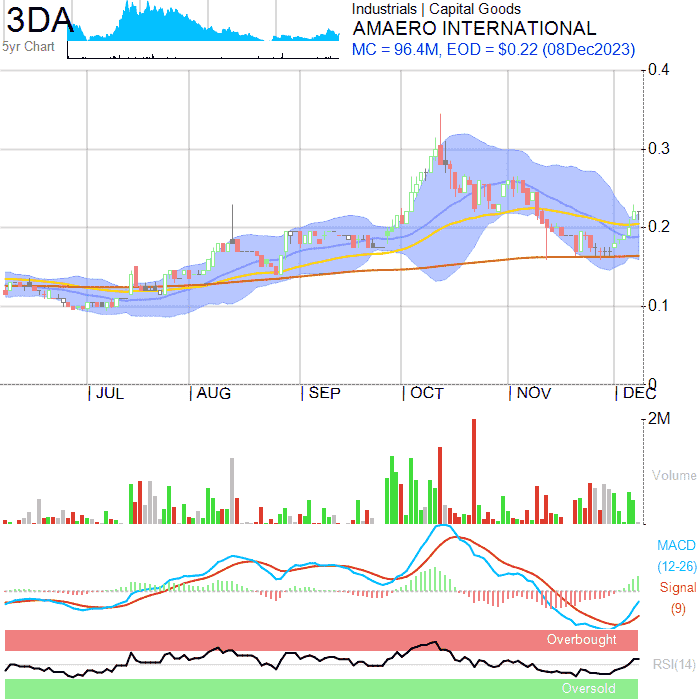 3DA
5yr Chart
Industrials | Capital Goods
AMAERO INTERNATIONAL
MC = 96.4M, EOD = $0.22 (08Dec2023)
0.4
0.3
0.2
0.1
0
JUL AUG SEP OCT NOV DEC
2M
Volume
MACD
(12-26)
Signal
(9)
Overbought
RSI(14)
Oversold